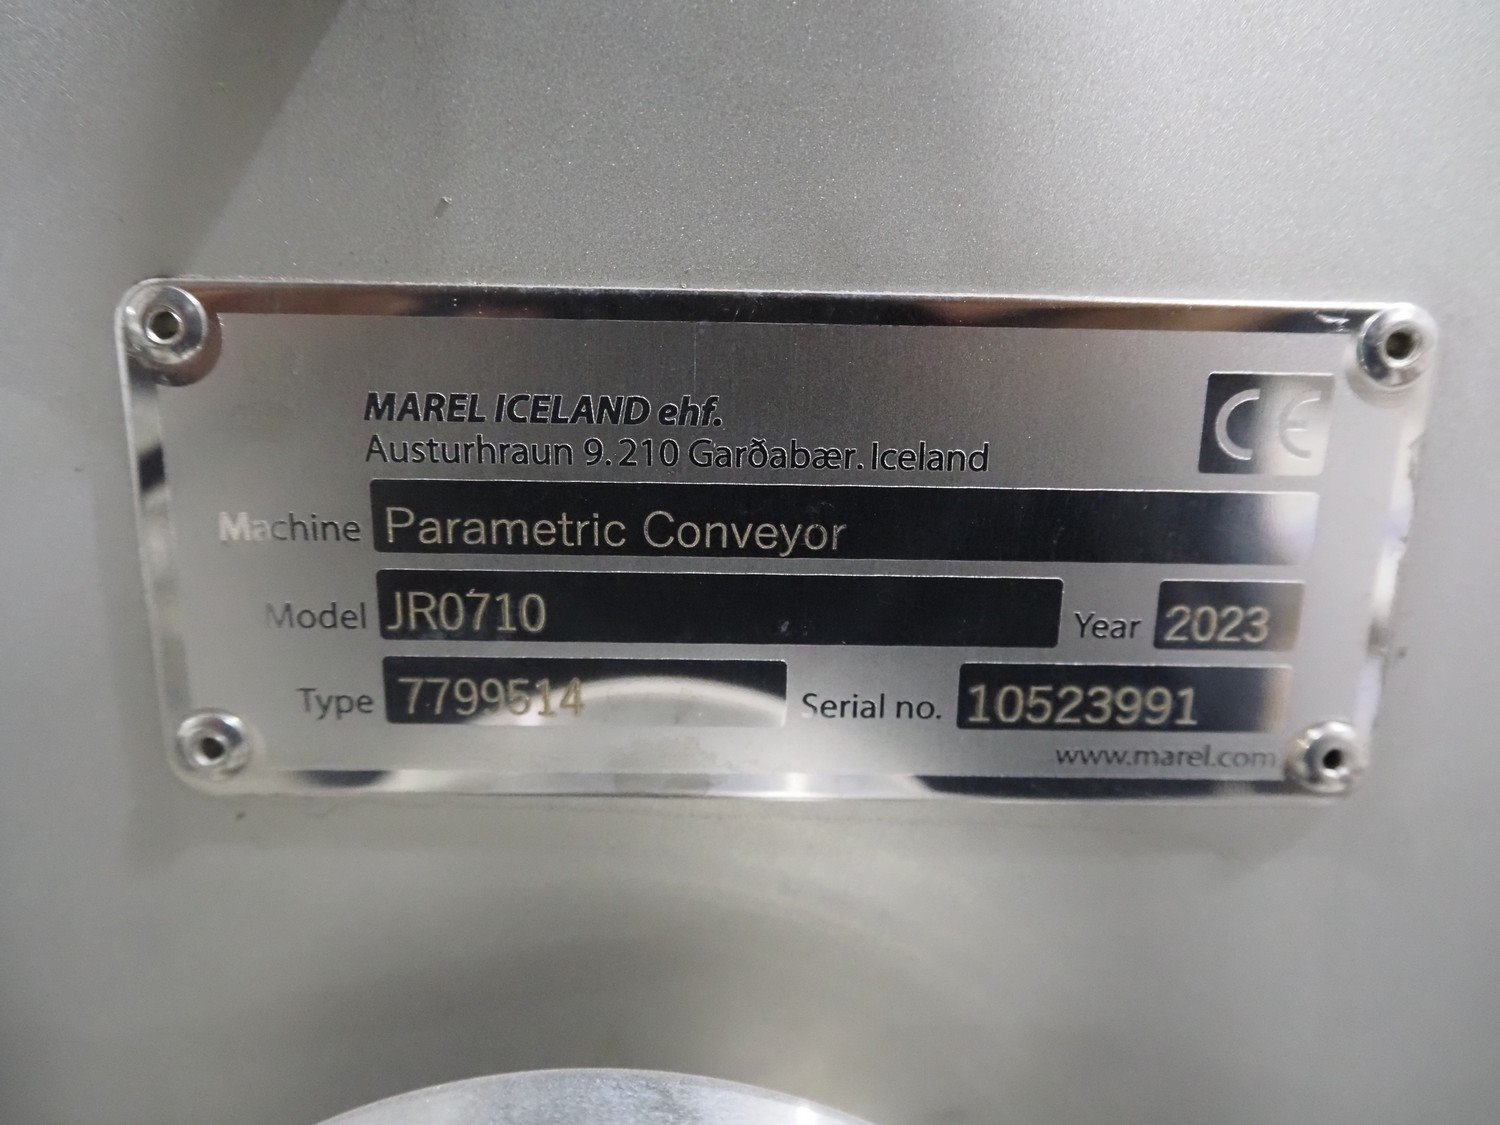 MAREL ICELAND ehf.
Austurhraun 9. 210 Garðabær. Iceland
CE
Machine Parametric Conveyor
Model JR0710 Year 2023
Type 7799514 Serial no. 10523991
www.marel.com